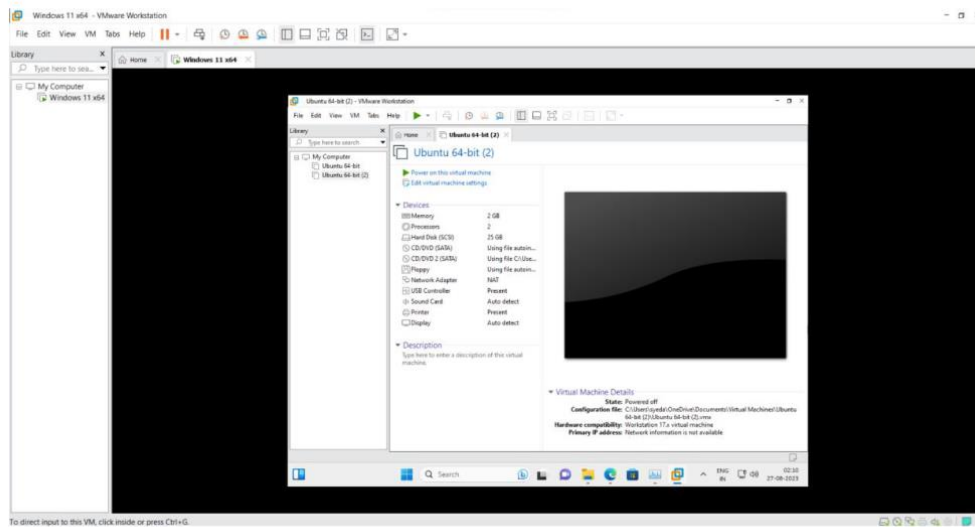 Windows 11 x64 - VMware Workstation
File Edit View VM Tabs Help
Library X
Type here to sea...
Home Windows 11 x64
My Computer
Windows 11 x64
Ubuntu 64-bit (2) - VMware Workstation
File Edit View VM Tabs Help
Library
Type here to search
Home Ubuntu 64-bit (2)
My Computer
Ubuntu 64-bit
Ubuntu 64-bit (2)
Ubuntu 64-bit (2)
Power on this virtual machine
Edit virtual machine settings
Devices
Memory 2 GB
Processors 2
Hard Disk (SCSI) 25 GB
CD/DVD (SATA) Using file autoin...
CD/DVD 2 (SATA) Using file C:\Use...
Floppy Using file autoin...
Network Adapter NAT
USB Controller Present
Sound Card Auto detect
Printer Present
Display Auto detect
Description
Type here to enter a description of this virtual
machine.
Virtual Machine Details
State: Powered off
Configuration file: C:\Users\syeda\OneDrive\Documents\Virtual Machines\Ubuntu
64-bit (2)\Ubuntu 64-bit (2).vmx
Hardware compatibility: Workstation 17.x virtual machine
Primary IP address: Network information is not available
Search
ENG
IN
02:10
27-08-2023
To direct input to this VM, click inside or press Ctrl+G.